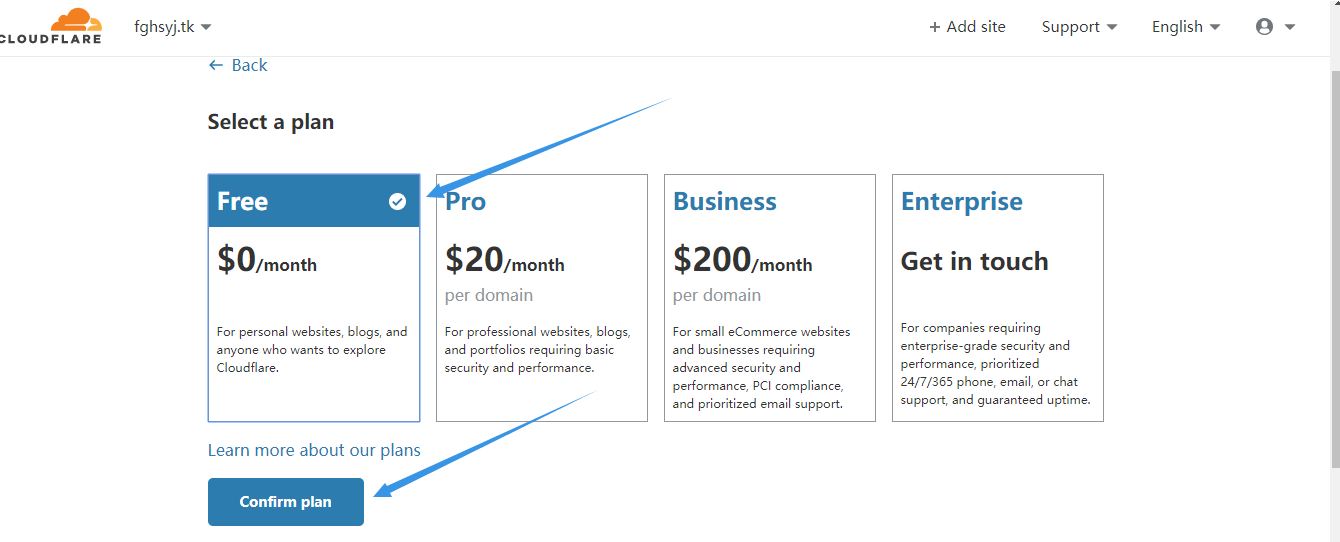 CLOUDFLARE
fghsyj.tk
+ Add site
Support
English
← Back
Select a plan
Free
$0/month
For personal websites, blogs, and
anyone who wants to explore
Cloudflare.
Pro
$20/month
per domain
For professional websites, blogs,
and portfolios requiring basic
security and performance.
Business
$200/month
per domain
For small eCommerce websites
and businesses requiring
advanced security and
performance, PCI compliance,
and prioritized email support.
Enterprise
Get in touch
For companies requiring
enterprise-grade security and
performance, prioritized
24/7/365 phone, email, or chat
support, and guaranteed uptime.
Learn more about our plans
Confirm plan